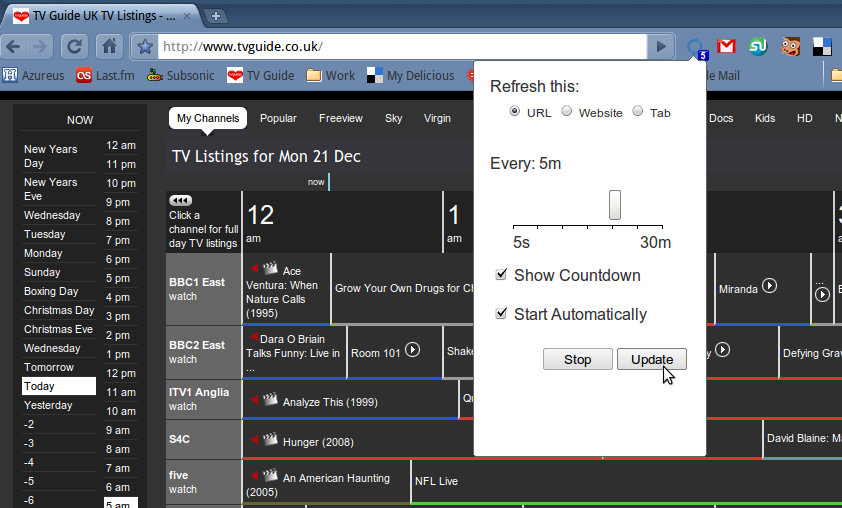 TV Guide UK TV Listings - ...
http://www.tvguide.co.uk/
5
Azureus
Last.fm
Subsonic
TV Guide
Work
My Delicious
le Mail
Refresh this:
URL Website Tab
Every: 5m
5s 30m
Show Countdown
Start Automatically
Stop Update
NOW
New Years
Day
New Years
Eve
Wednesday
Tuesday
Monday
Sunday
Boxing Day
Christmas Day
Christmas Eve
Wednesday
Tomorrow
Today
Yesterday
-2
-3
-4
-5
-6
12 am
11 pm
10 pm
9 pm
8 pm
7 pm
6 pm
5 pm
4 pm
3 pm
2 pm
1 pm
12 pm
11 am
10 am
9 am
8 am
7 am
6 am
5 am
My Channels Popular Freeview Sky Virgin Docs Kids HD N
TV Listings for Mon 21 Dec
now
Click a
channel for full
day TV listings
12
am
1
am
BBC1 East
watch
Ace
Ventura: When
Nature Calls
(1995)
Grow Your Own Drugs for Ch
Miranda
...
BBC2 East
watch
Dara O Briain
Talks Funny: Live in
...
Room 101
Shake
y
Defying Grav
ITV1 Anglia
watch
Analyze This (1999)
S4C
Hunger (2008)
David Blaine: Ma
five
watch
An American Haunting
(2005)
NFL Live